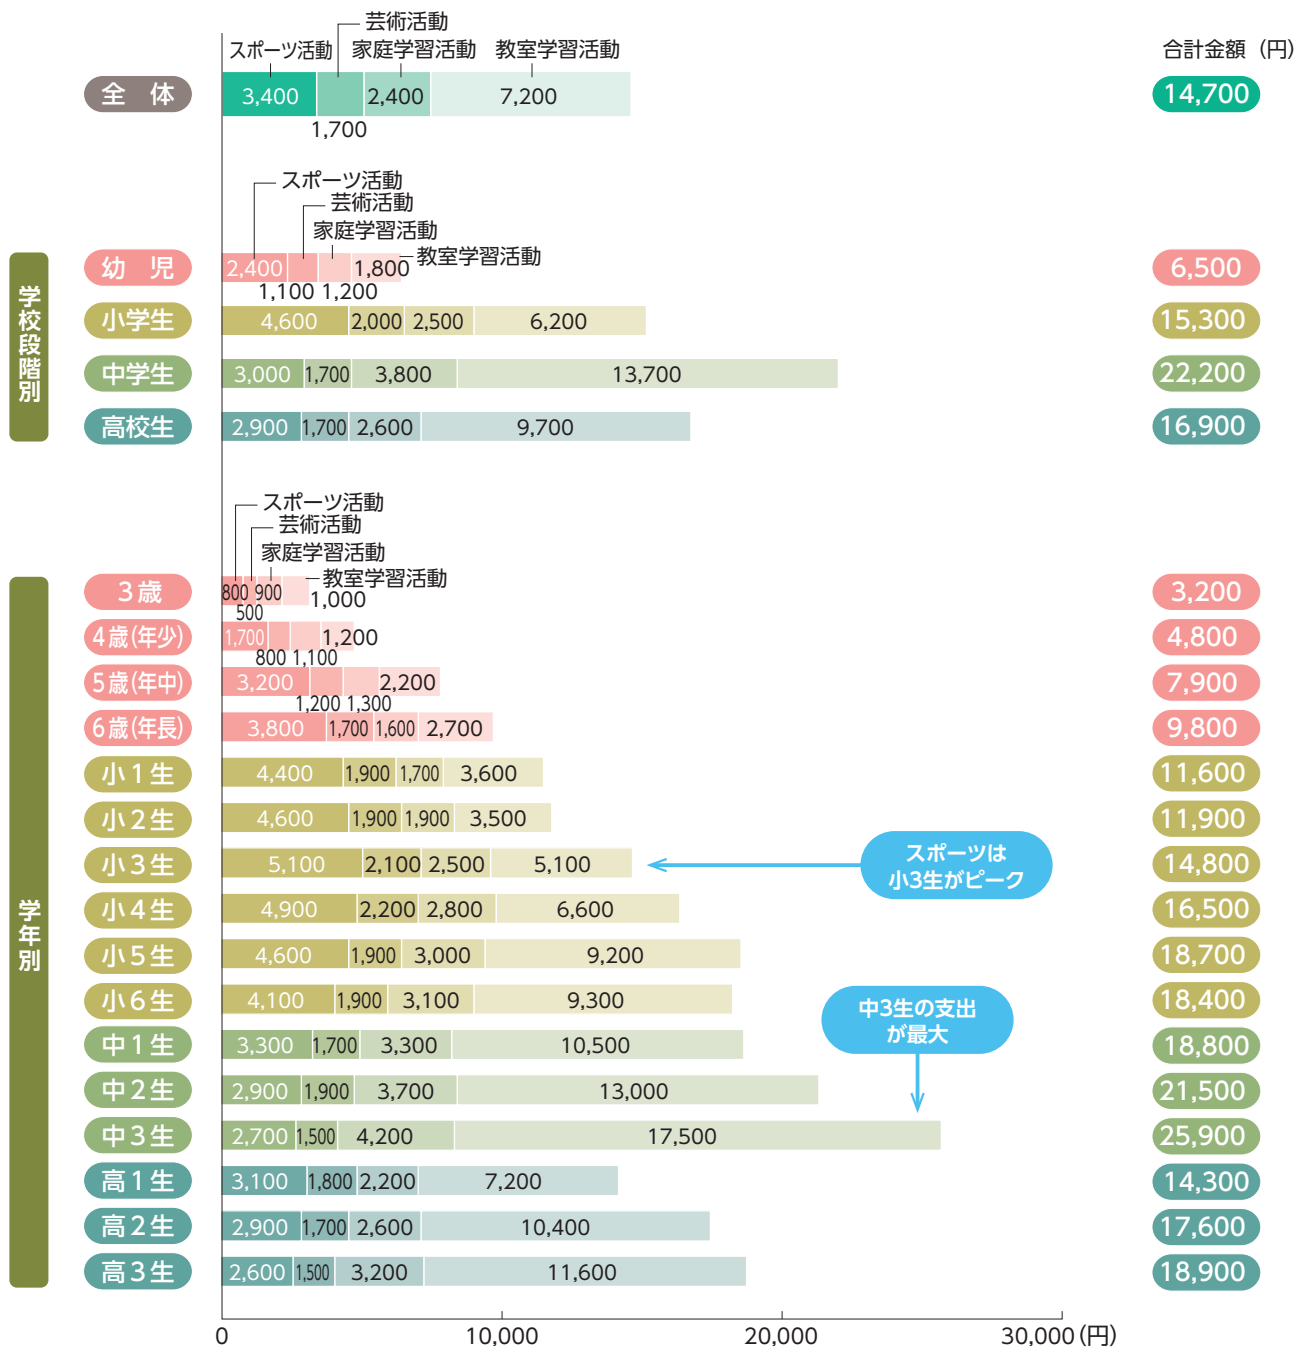 芸術活動
スポーツ活動 家庭学習活動 教室学習活動 合計金額(円)
全 体 3,400 2,400 7,200 14,700
1,700
スポーツ活動
芸術活動
家庭学習活動
教室学習活動
学校段階別
幼 児 2,400 1,800 6,500
1,100 1,200
小学生 4,600 2,000 2,500 6,200 15,300
中学生 3,000 1,700 3,800 13,700 22,200
高校生 2,900 1,700 2,600 9,700 16,900
スポーツ活動
芸術活動
家庭学習活動
教室学習活動
学年別
3歳 800 900 1,000 3,200
500
4歳(年少) 1,700 1,200 4,800
800 1,100
5歳(年中) 3,200 2,200 7,900
1,200 1,300
6歳(年長) 3,800 1,700 1,600 2,700 9,800
小1生 4,400 1,900 1,700 3,600 11,600
小2生 4,600 1,900 1,900 3,500 11,900
小3生 5,100 2,100 2,500 5,100 14,800
スポーツは
小3生がピーク
小4生 4,900 2,200 2,800 6,600 16,500
小5生 4,600 1,900 3,000 9,200 18,700
小6生 4,100 1,900 3,100 9,300 18,400
中3生の支出
が最大
中1生 3,300 1,700 3,300 10,500 18,800
中2生 2,900 1,900 3,700 13,000 21,500
中3生 2,700 1,500 4,200 17,500 25,900
高1生 3,100 1,800 2,200 7,200 14,300
高2生 2,900 1,700 2,600 10,400 17,600
高3生 2,600 1,500 3,200 11,600 18,900
0 10,000 20,000 30,000(円)